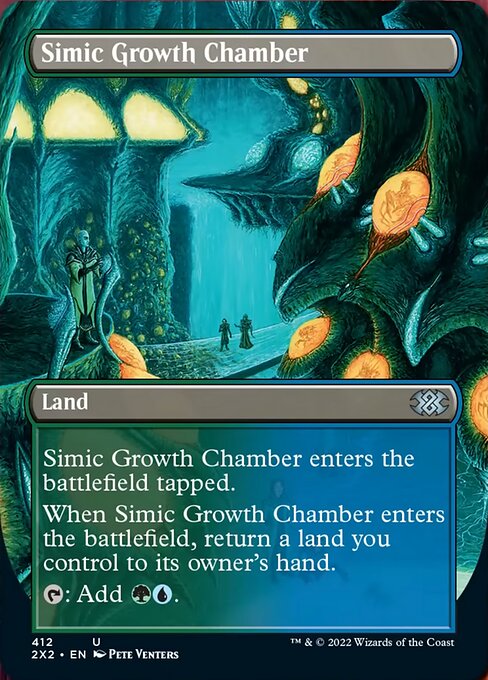 Simic Growth Chamber
Land
Simic Growth Chamber enters the
battlefield tapped.
When Simic Growth Chamber enters
the battlefield, return a land you
control to its owner's hand.
: Add .
412 U
2X2 • EN Pete Venters
™ & © 2022 Wizards of the Coast